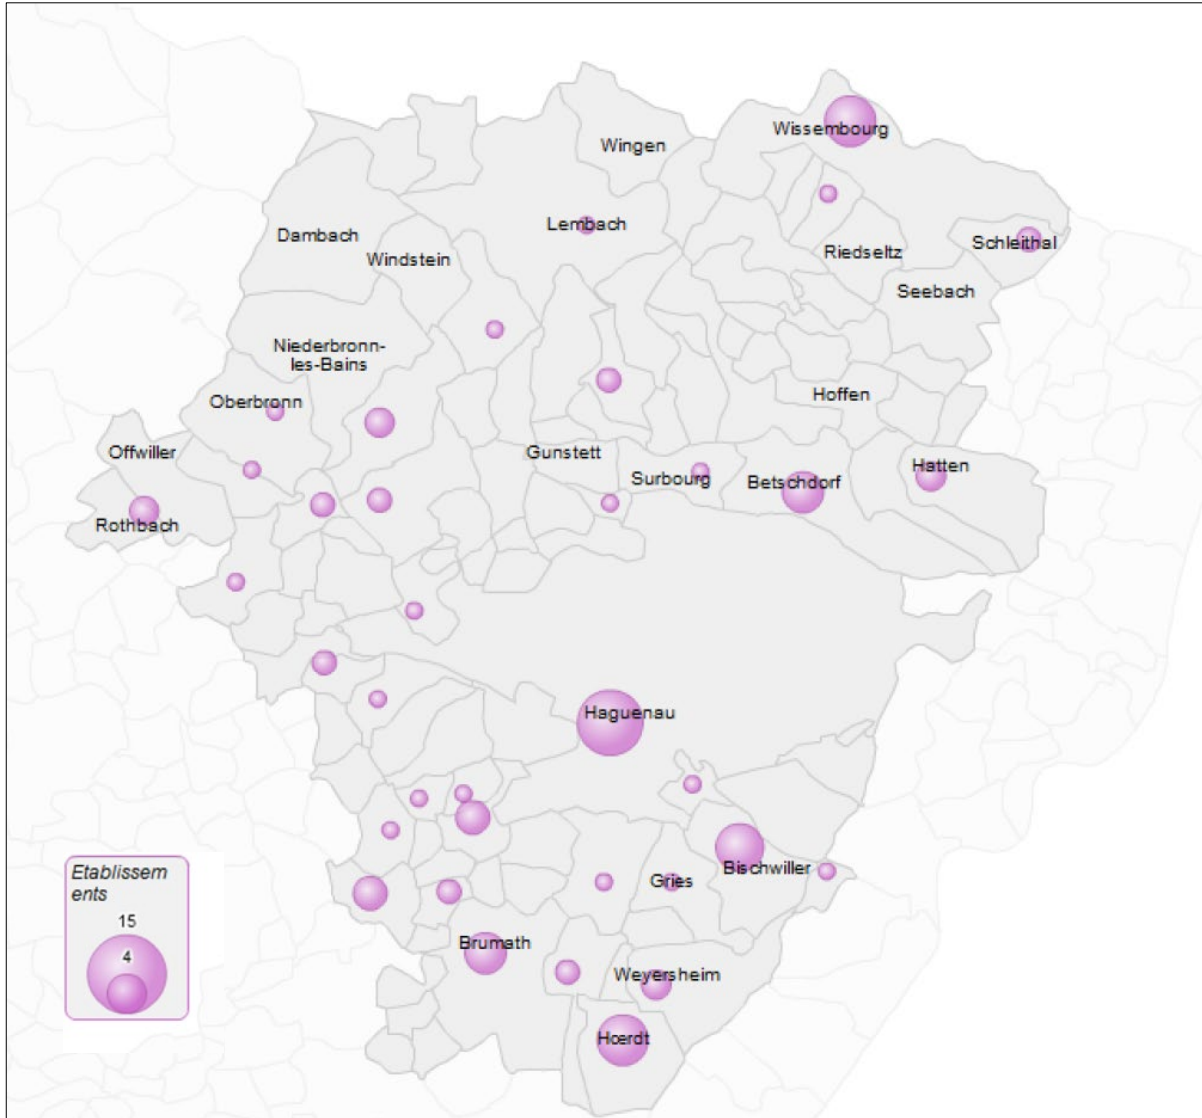 Wissembourg
Wingen
Lembach
Dambach
Schleithal
Riedseltz
Windstein
Seebach
Niederbronn-
les-Bains
Hoffen
Oberbronn
Offwiller
Gunstett
Hatten
Surbourg
Betschdorf
Rothbach
Haguenau
Bischwiller
Gries
Etablissem
ents
15
4
Brumath
Weyersheim
Hœrdt